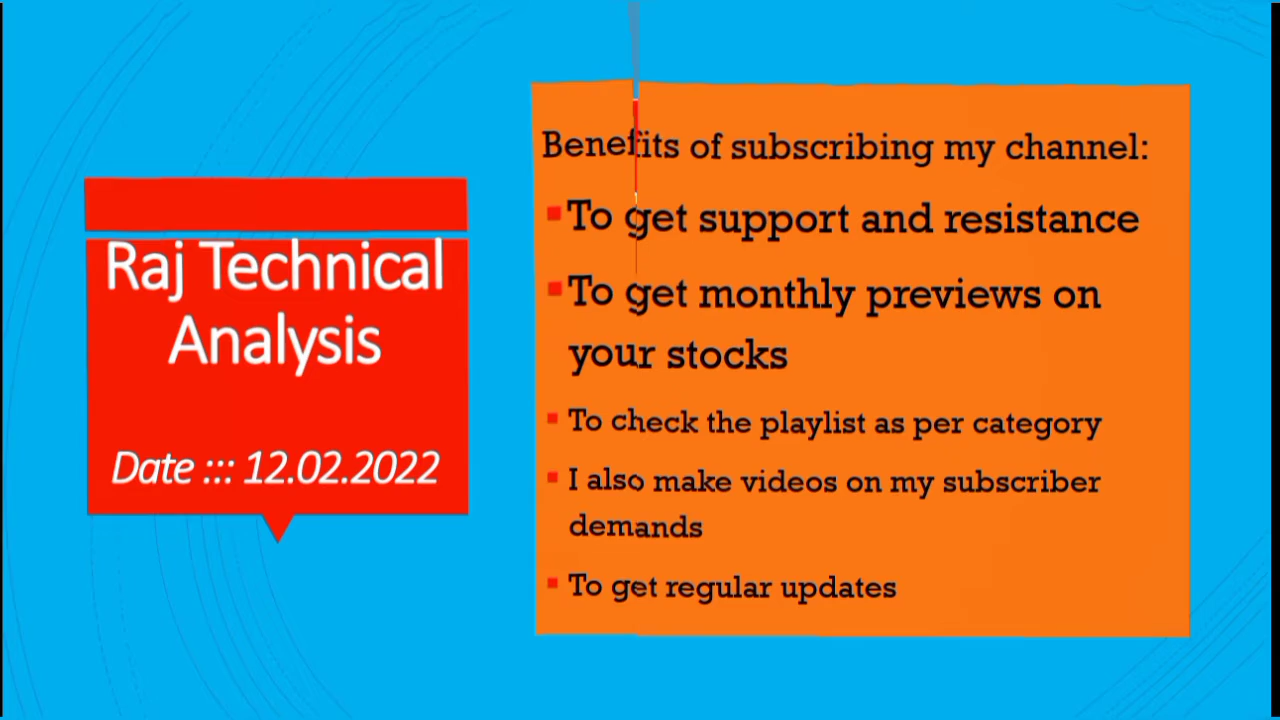 Raj Technical
Analysis
Date ::: 12.02.2022
Benefits of subscribing my channel:
To get support and resistance
To get monthly previews on
your stocks
To check the playlist as per category
I also make videos on my subscriber
demands
To get regular updates